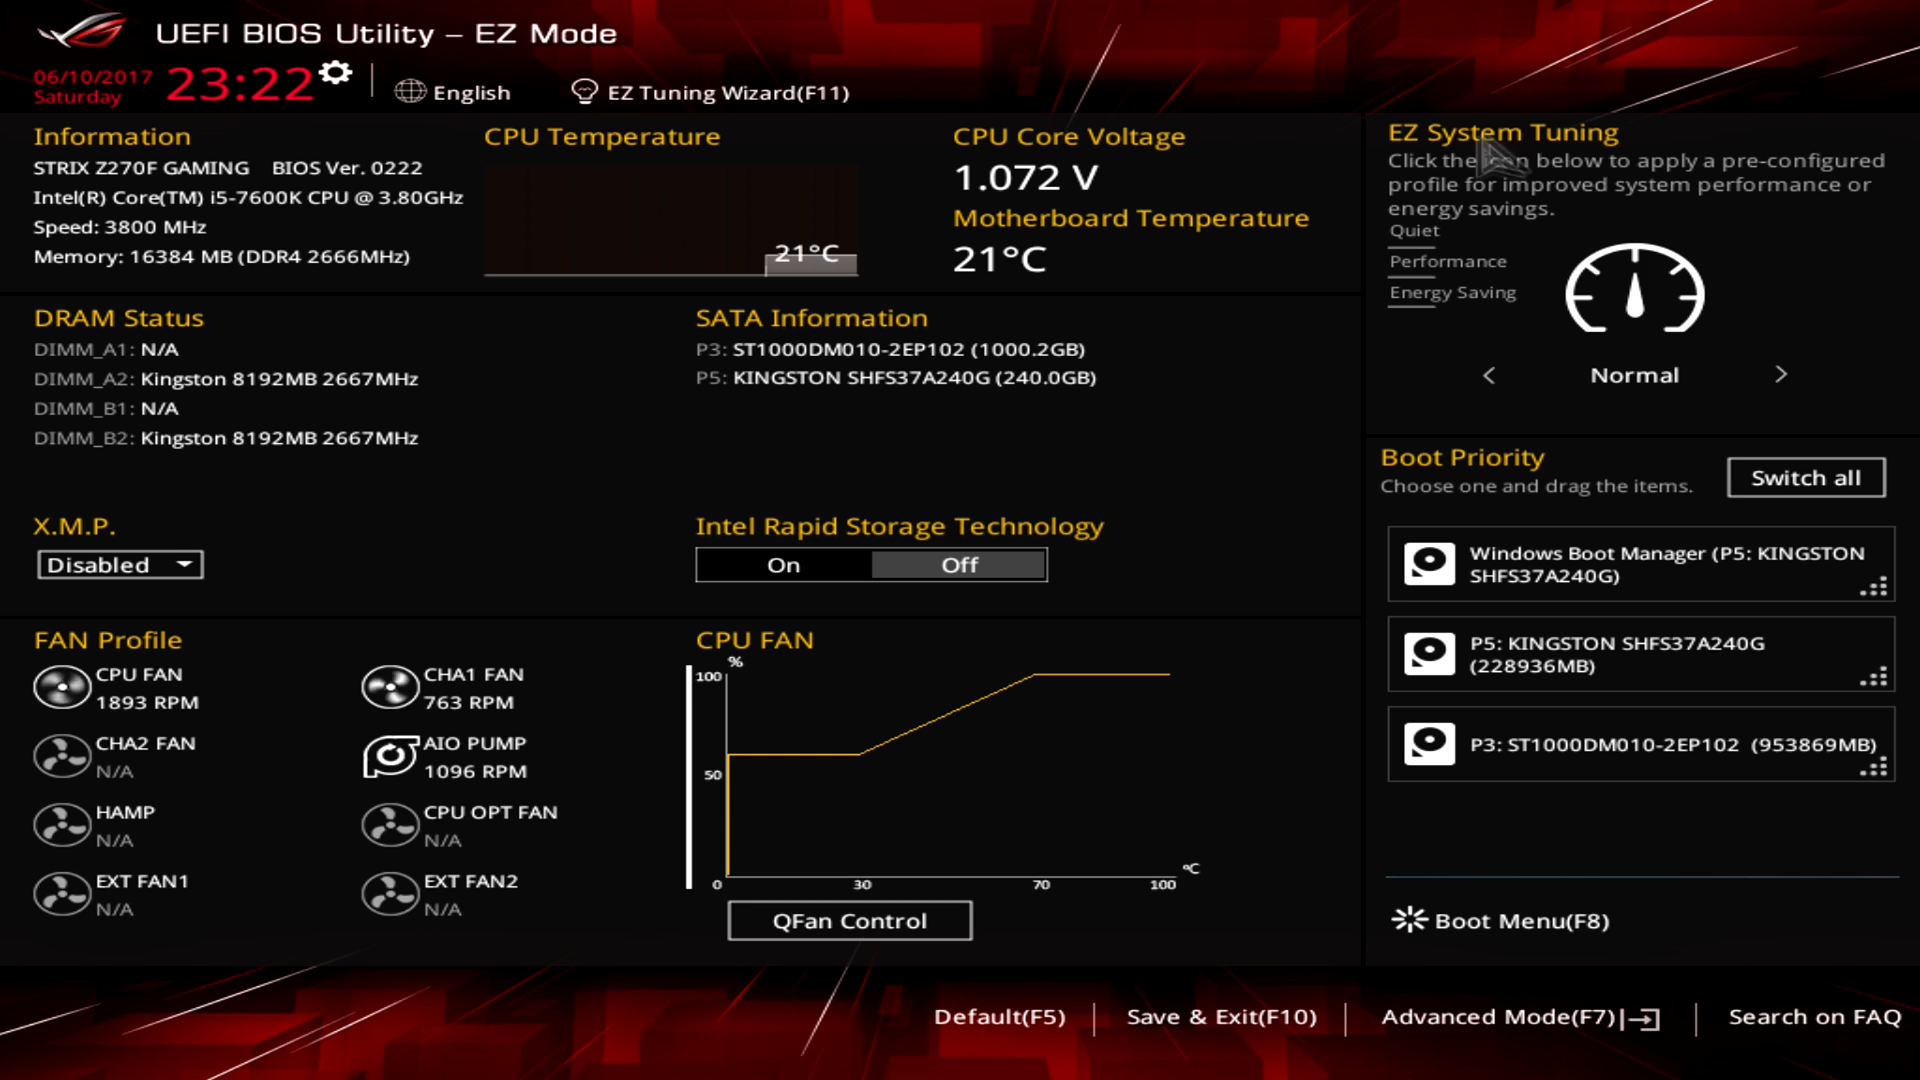 UEFI BIOS Utility – EZ Mode
06/10/2017
Saturday
23:22
English
EZ Tuning Wizard(F11)
Information
STRIX Z270F GAMING BIOS Ver. 0222
Intel(R) Core(TM) i5-7600K CPU @ 3.80GHz
Speed: 3800 MHz
Memory: 16384 MB (DDR4 2666MHz)
CPU Temperature
21°C
CPU Core Voltage
1.072 V
Motherboard Temperature
21°C
EZ System Tuning
Click the icon below to apply a pre-configured
profile for improved system performance or
energy savings.
Quiet
Performance
Energy Saving
Normal
DRAM Status
DIMM_A1: N/A
DIMM_A2: Kingston 8192MB 2667MHz
DIMM_B1: N/A
DIMM_B2: Kingston 8192MB 2667MHz
SATA Information
P3: ST1000DM010-2EP102 (1000.2GB)
P5: KINGSTON SHFS37A240G (240.0GB)
X.M.P.
Disabled
Intel Rapid Storage Technology
On Off
Boot Priority
Choose one and drag the items.
Switch all
Windows Boot Manager (P5: KINGSTON
SHFS37A240G)
P5: KINGSTON SHFS37A240G
(228936MB)
P3: ST1000DM010-2EP102 (953869MB)
Boot Menu(F8)
FAN Profile
CPU FAN
1893 RPM
CHA1 FAN
763 RPM
CHA2 FAN
N/A
AIO PUMP
1096 RPM
HAMP
N/A
CPU OPT FAN
N/A
EXT FAN1
N/A
EXT FAN2
N/A
CPU FAN
%
100
50
0 30 70 100
°C
QFan Control
Default(F5)
Save & Exit(F10)
Advanced Mode(F7)
Search on FAQ